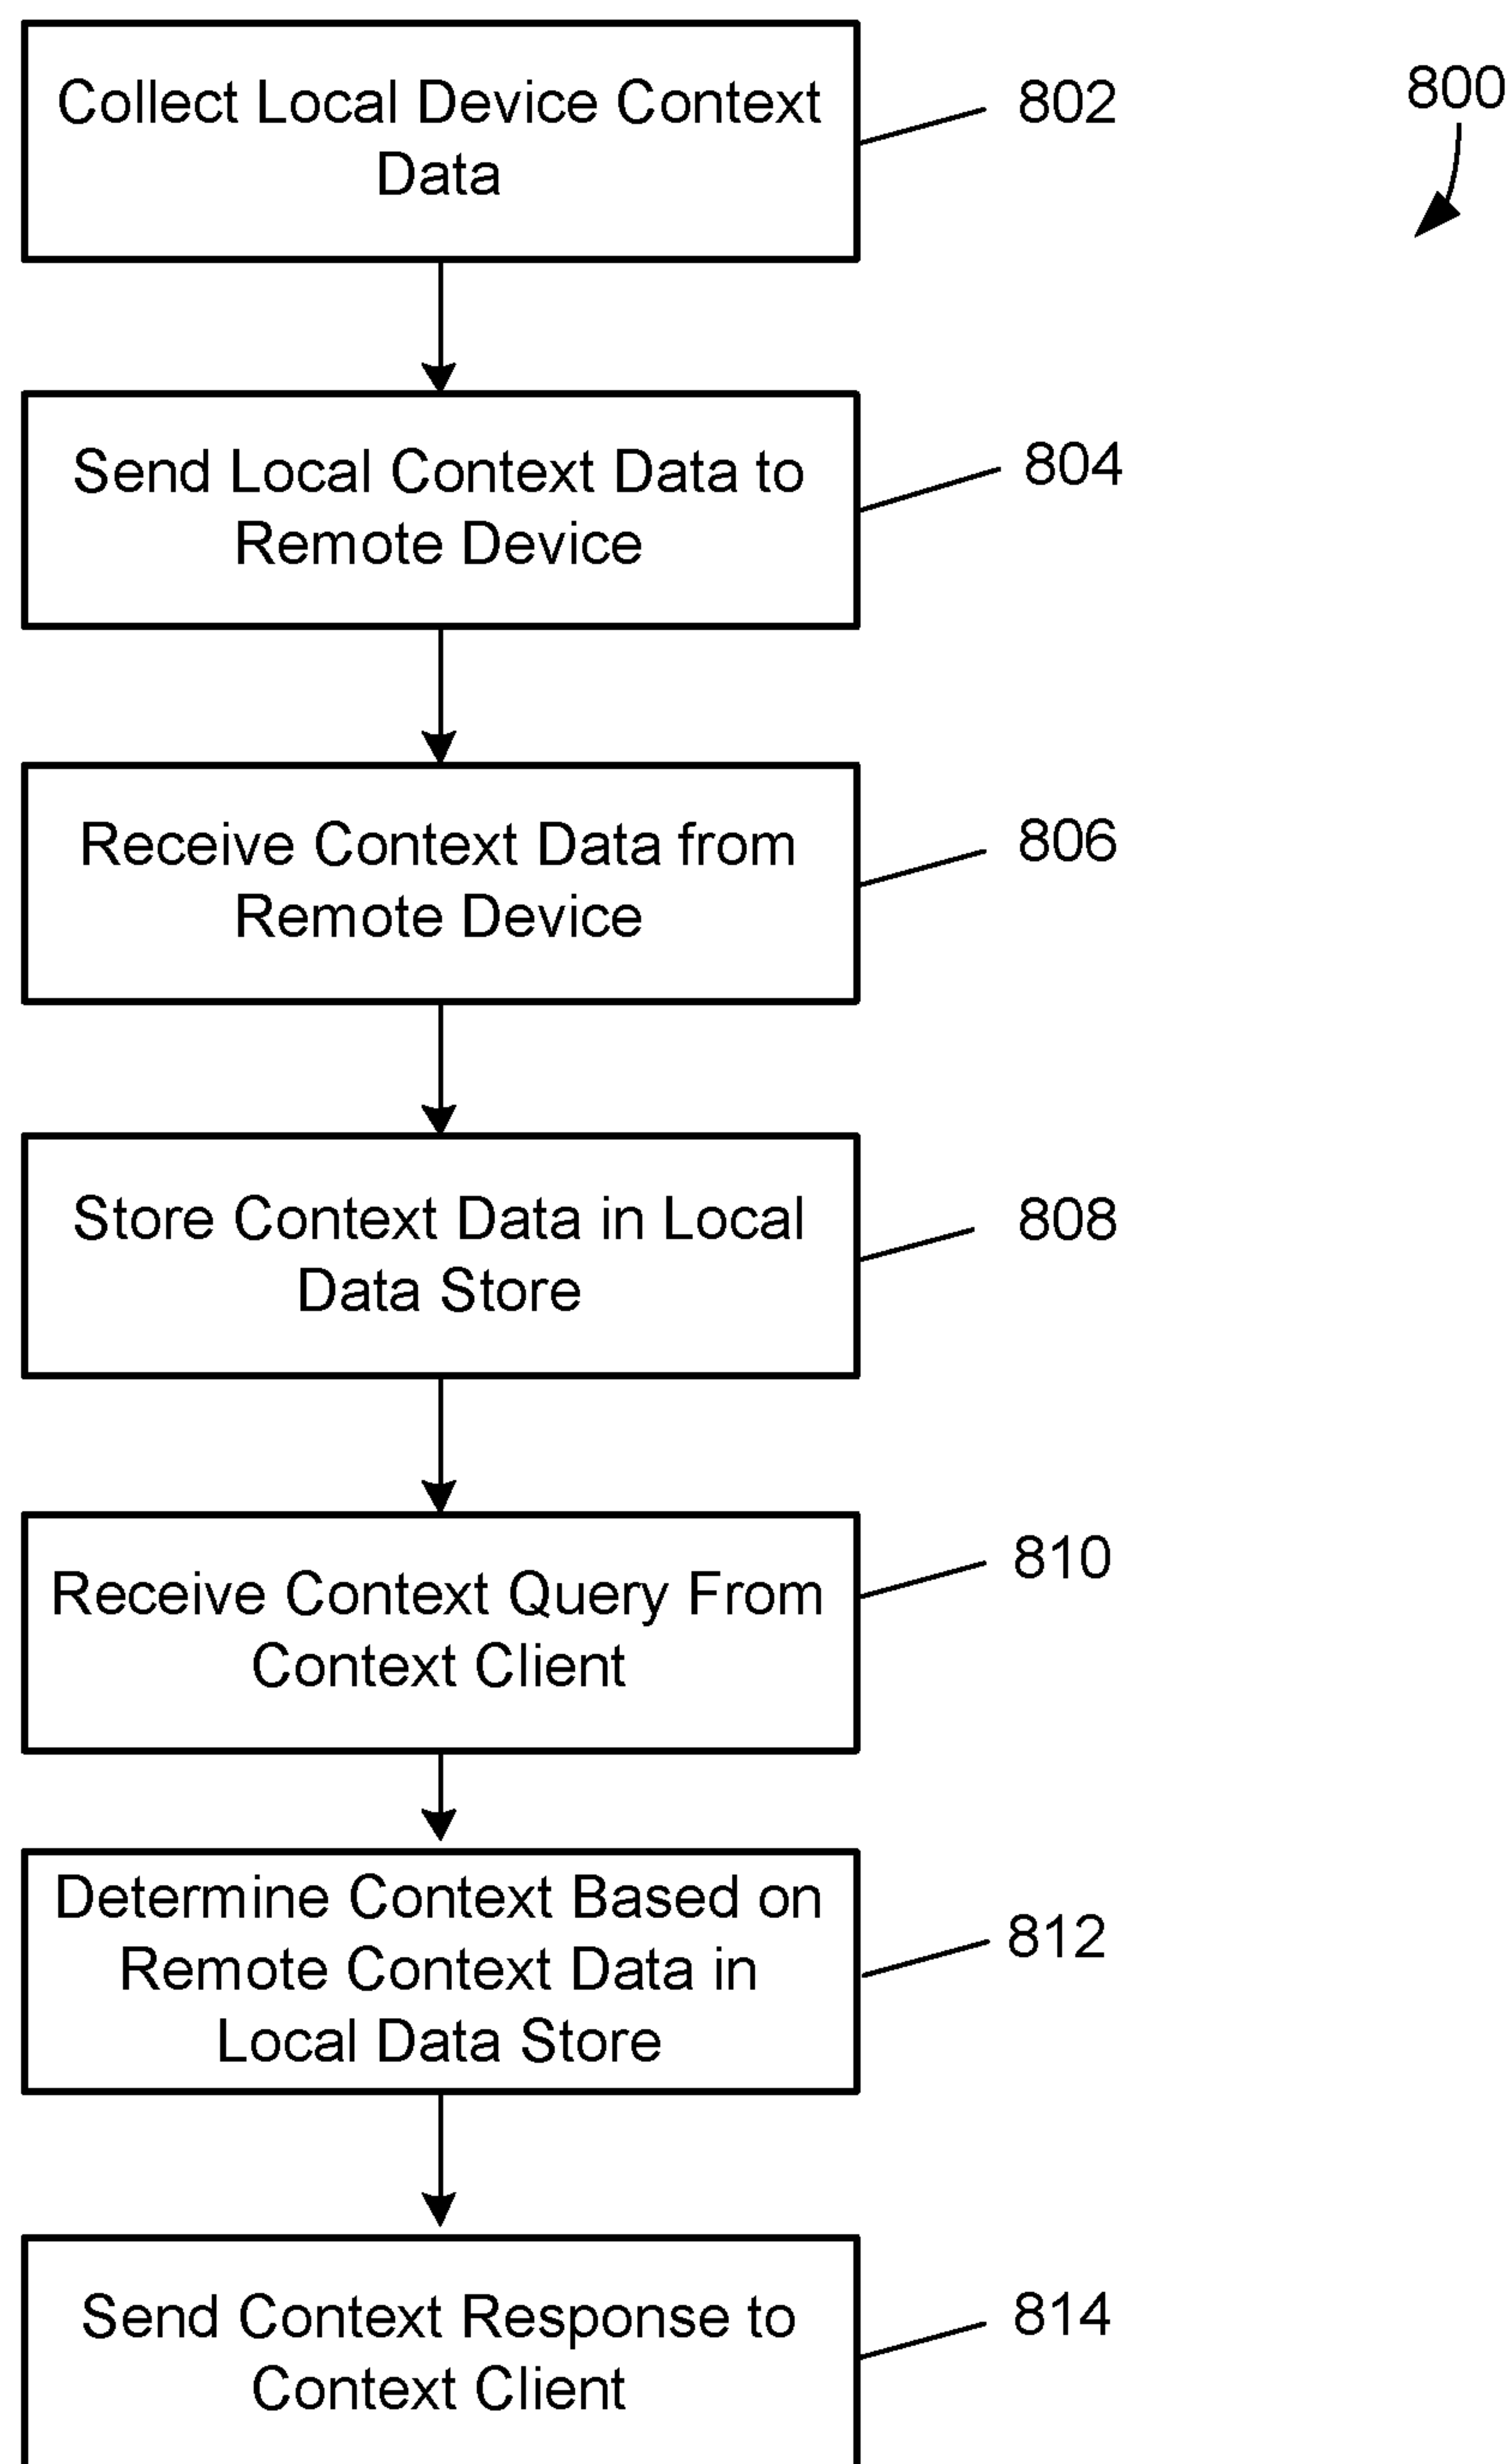 Collect Local Device Context
Data
802
800
Send Local Context Data to
Remote Device
804
Receive Context Data from
Remote Device
806
Store Context Data in Local
Data Store
808
Receive Context Query From
Context Client
810
Determine Context Based on
Remote Context Data in
Local Data Store
812
Send Context Response to
Context Client
814